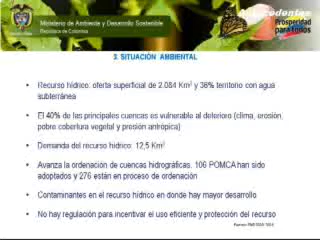 Antecedentes
Ministerio de Ambiente y Desarrollo Sostenible
República de Colombia
Prosperidad
para todos
3. SITUACIÓN AMBIENTAL
• Recurso hídrico: oferta superficial de 2.084 Km³ y 36% territorio con agua
subterránea
• El 40% de las principales cuencas es vulnerable al deterioro (clima, erosión,
pobre cobertura vegetal y presión antrópica)
• Demanda del recurso hídrico: 12,5 Km³
• Avanza la ordenación de cuencas hidrográficas. 106 POMCA han sido
adoptados y 276 están en proceso de ordenación
• Contaminantes en el recurso hídrico en donde hay mayor desarrollo
• No hay regulación para incentivar el uso eficiente y protección del recurso